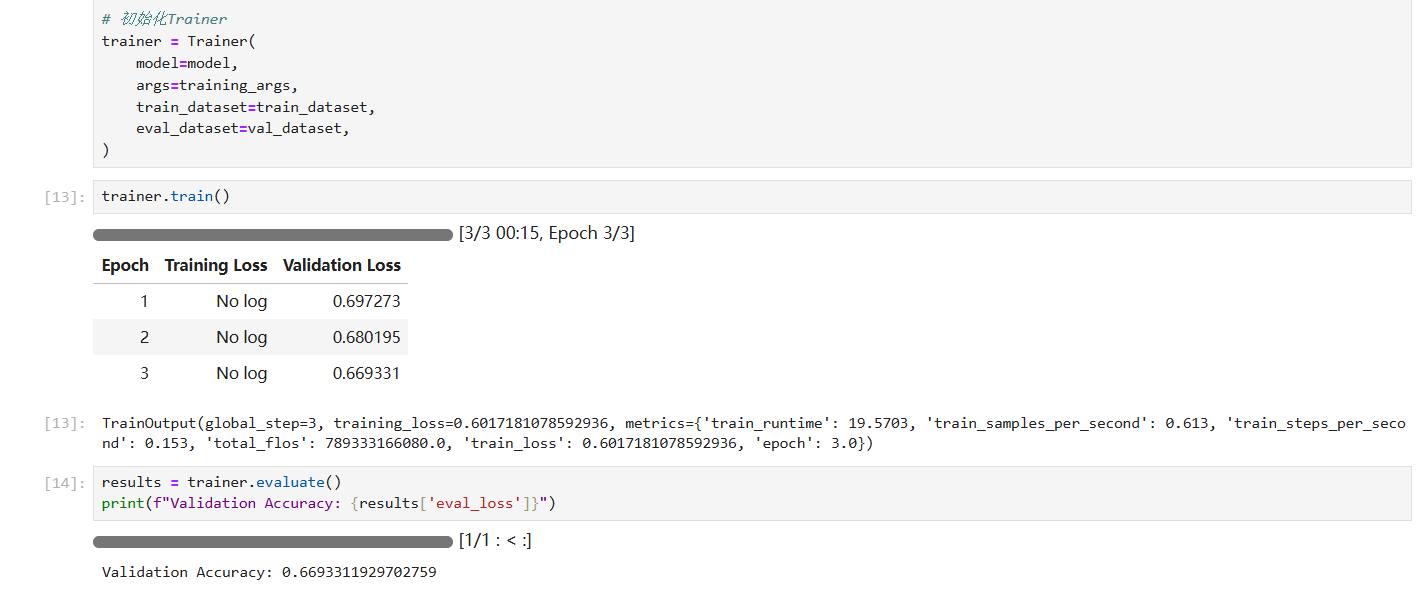 # 初始化Trainer
trainer = Trainer(
    model=model,
    args=training_args,
    train_dataset=train_dataset,
    eval_dataset=val_dataset,
)
[13]: trainer.train()
[3/3 00:15, Epoch 3/3]
Epoch Training Loss Validation Loss
1 No log 0.697273
2 No log 0.680195
3 No log 0.669331
[13]: TrainOutput(global_step=3, training_loss=0.6017181078592936, metrics={'train_runtime': 19.5703, 'train_samples_per_second': 0.613, 'train_steps_per_seco
nd': 0.153, 'total_flos': 789333166080.0, 'train_loss': 0.6017181078592936, 'epoch': 3.0})
[14]: results = trainer.evaluate()
print(f"Validation Accuracy: {results['eval_loss']}")
[1/1 : < :]
Validation Accuracy: 0.6693311929702759